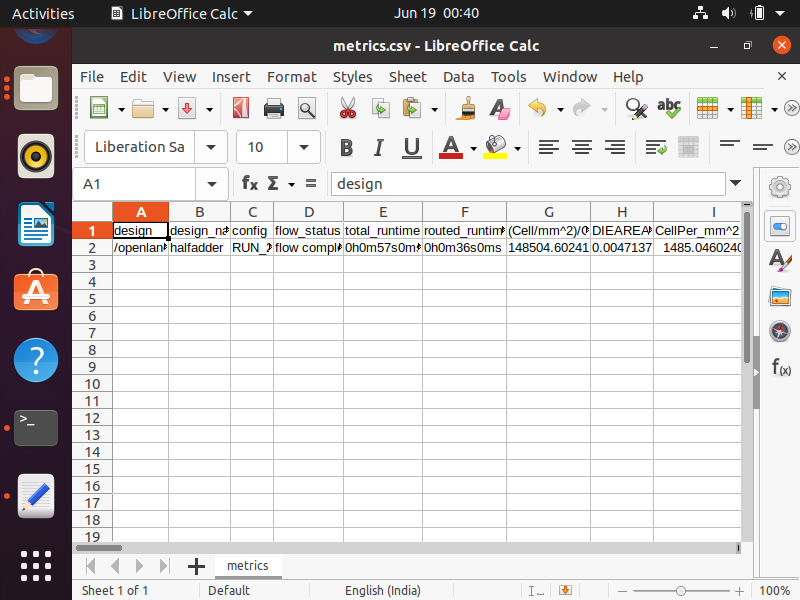 Activities LibreOffice Calc Jun 19 00:40
metrics.csv - LibreOffice Calc
File Edit View Insert Format Styles Sheet Data Tools Window Help
Liberation Sa 10
A1 design
A B C D E F G H I
1 design design_na config flow_status total_runtime routed_runtim (Cell/mm^2)/ DIEAREA CellPer_mm^2
2 /openlan halfadder RUN_ flow compl 0h0m57s0m 0h0m36s0ms 148504.60241 0.0047137 1485.0460240
3
4
5
6
7
8
9
10
11
12
13
14
15
16
17
18
19
metrics
Sheet 1 of 1 Default English (India) 100%